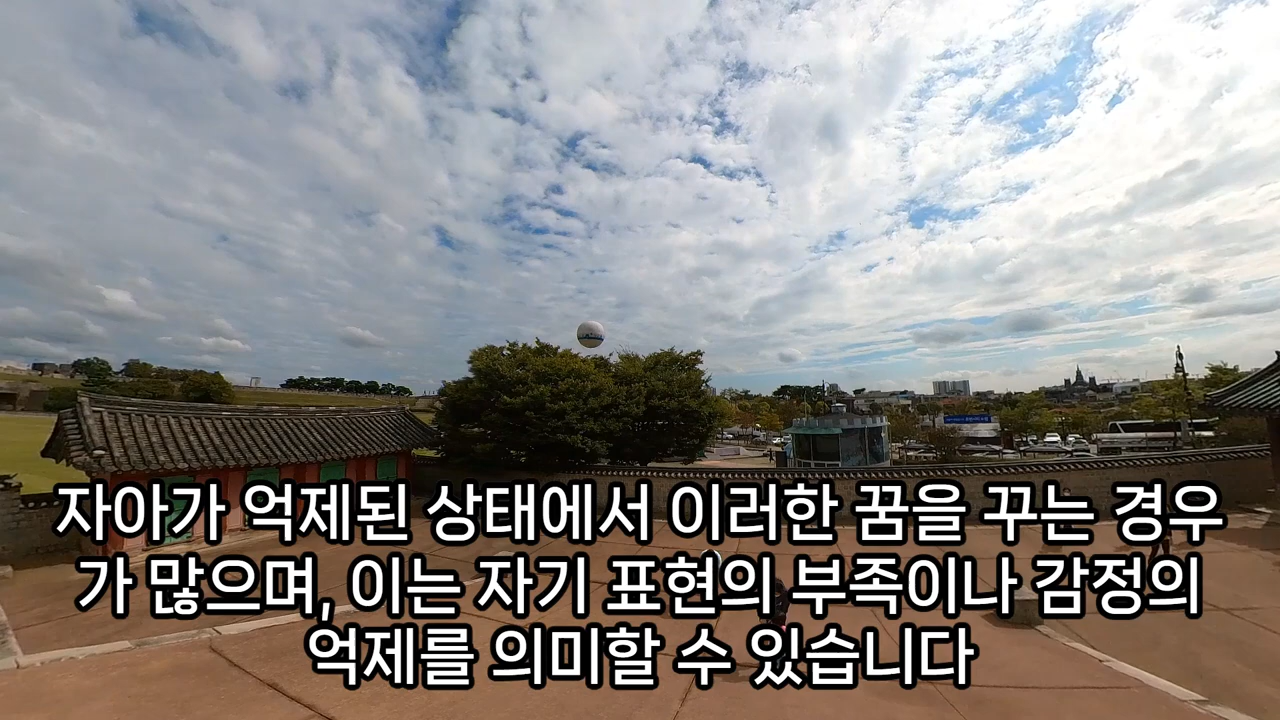 자아가 억제된 상태에서 이러한 꿈을 꾸는 경우
가 많으며, 이는 자기 표현의 부족이나 감정의
억제를 의미할 수 있습니다